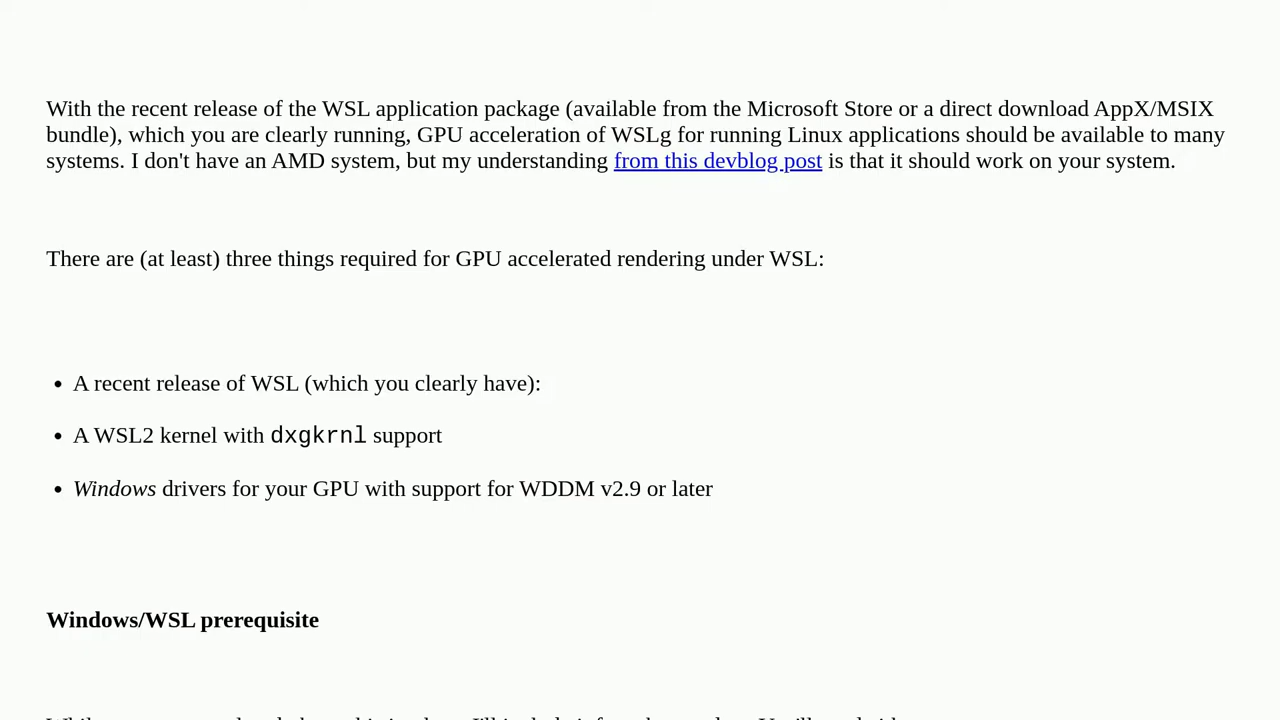 With the recent release of the WSL application package (available from the Microsoft Store or a direct download AppX/MSIX
bundle), which you are clearly running, GPU acceleration of WSLg for running Linux applications should be available to many
systems. I don't have an AMD system, but my understanding from this devblog post is that it should work on your system.
There are (at least) three things required for GPU accelerated rendering under WSL:
• A recent release of WSL (which you clearly have):
• A WSL2 kernel with dxgkrnl support
• Windows drivers for your GPU with support for WDDM v2.9 or later
Windows/WSL prerequisite